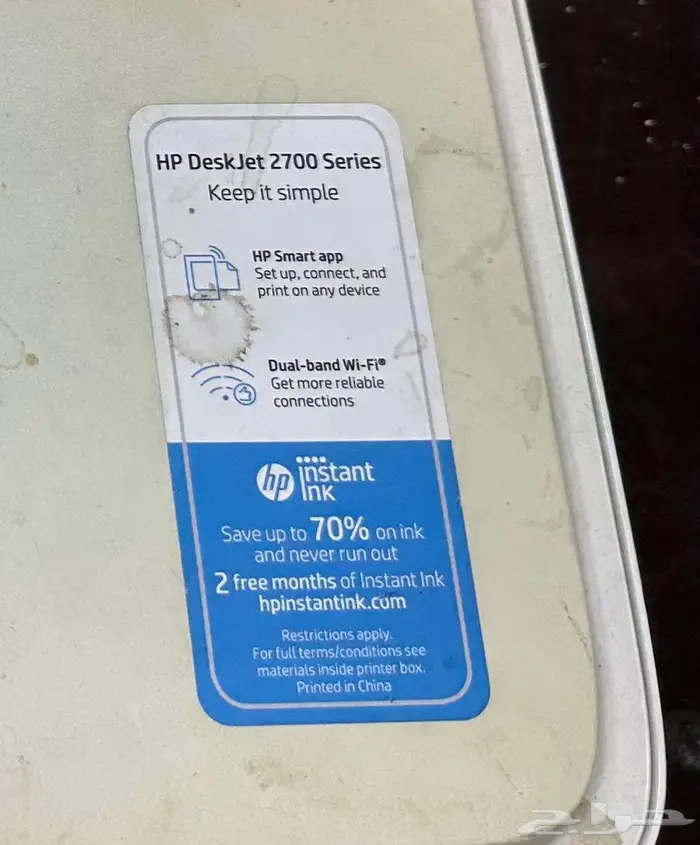 HP DeskJet 2700 Series
Keep it simple
HP Smart app
Set up, connect, and
print on any device
Dual-band Wi-Fi®
Get more reliable
connections
hp instant
ink
Save up to 70% on ink
and never run out
2 free months of Instant Ink
hpinstantink.com
Restrictions apply.
For full terms/conditions see
materials inside printer box.
Printed in China
حراج